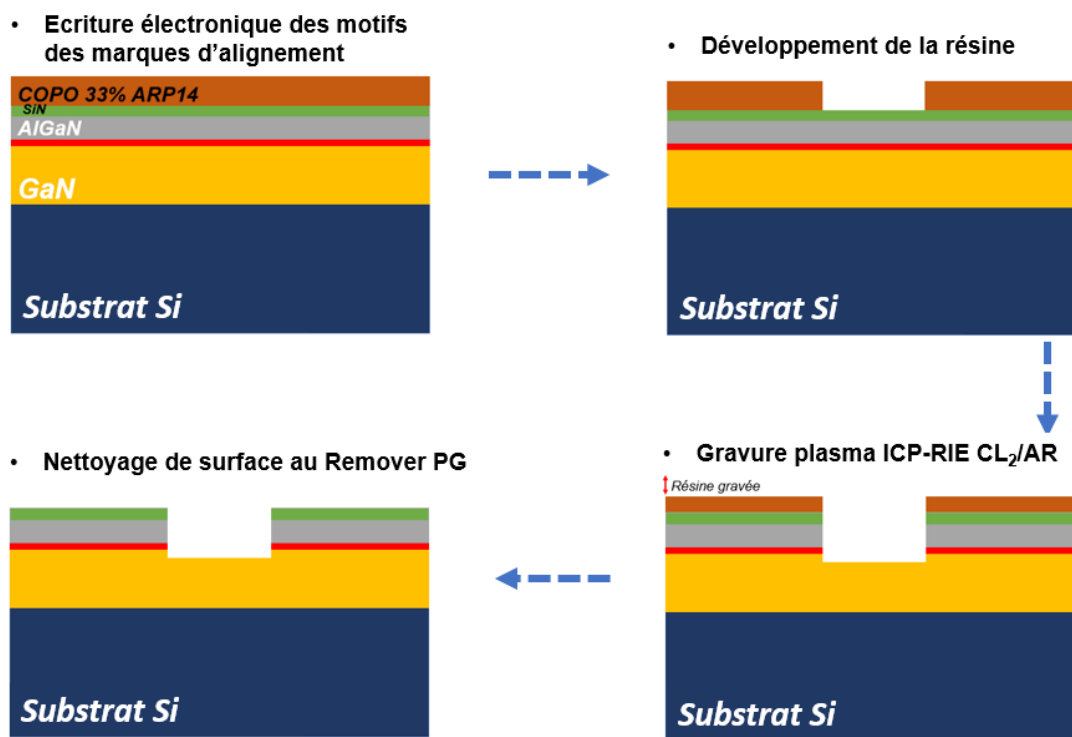 • Ecriture électronique des motifs
des marques d’alignement
COPO 33% ARP14
SiN
AlGaN
GaN
Substrat Si
• Développement de la résine
Substrat Si
• Gravure plasma ICP-RIE CL₂/AR
Résine gravée
Substrat Si
• Nettoyage de surface au Remover PG
Substrat Si